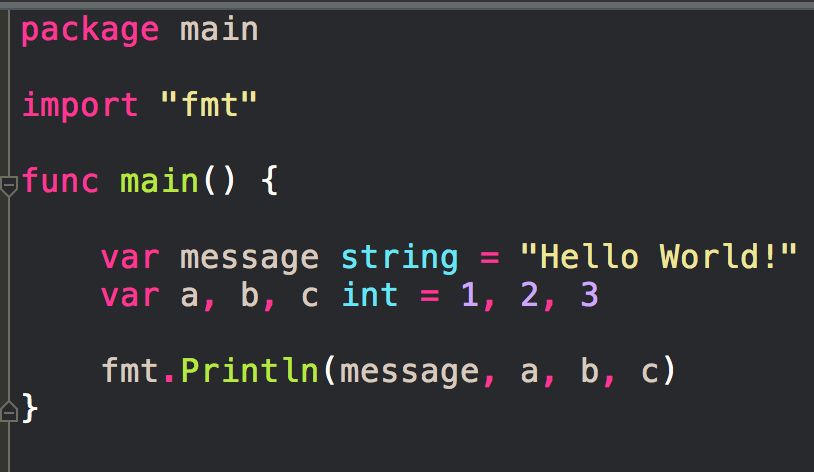 package main
import "fmt"
func main() {
var message string = "Hello World!"
var a, b, c int = 1, 2, 3
fmt.Println(message, a, b, c)
}